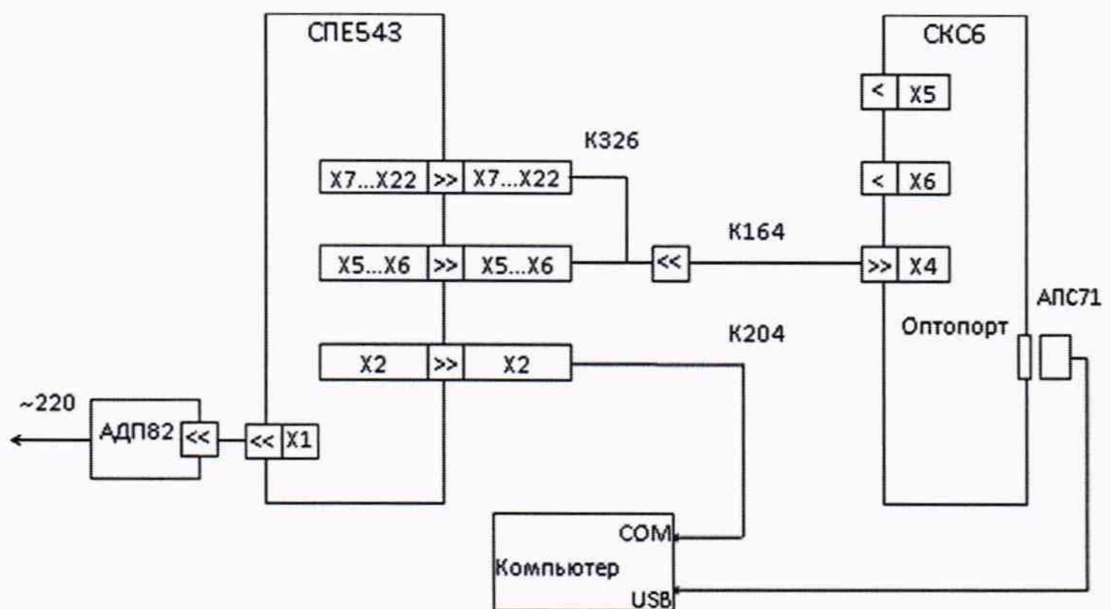 СПЕ543
СКС6
< X5
К326
X7...X22 >> X7...X22
< X6
К164
X5...X6 >> X5...X6
<<
>> X4
АПС71
Оптопорт
К204
X2 >> X2
~220
АДП82 <<
<< X1
COM
Компьютер
USB